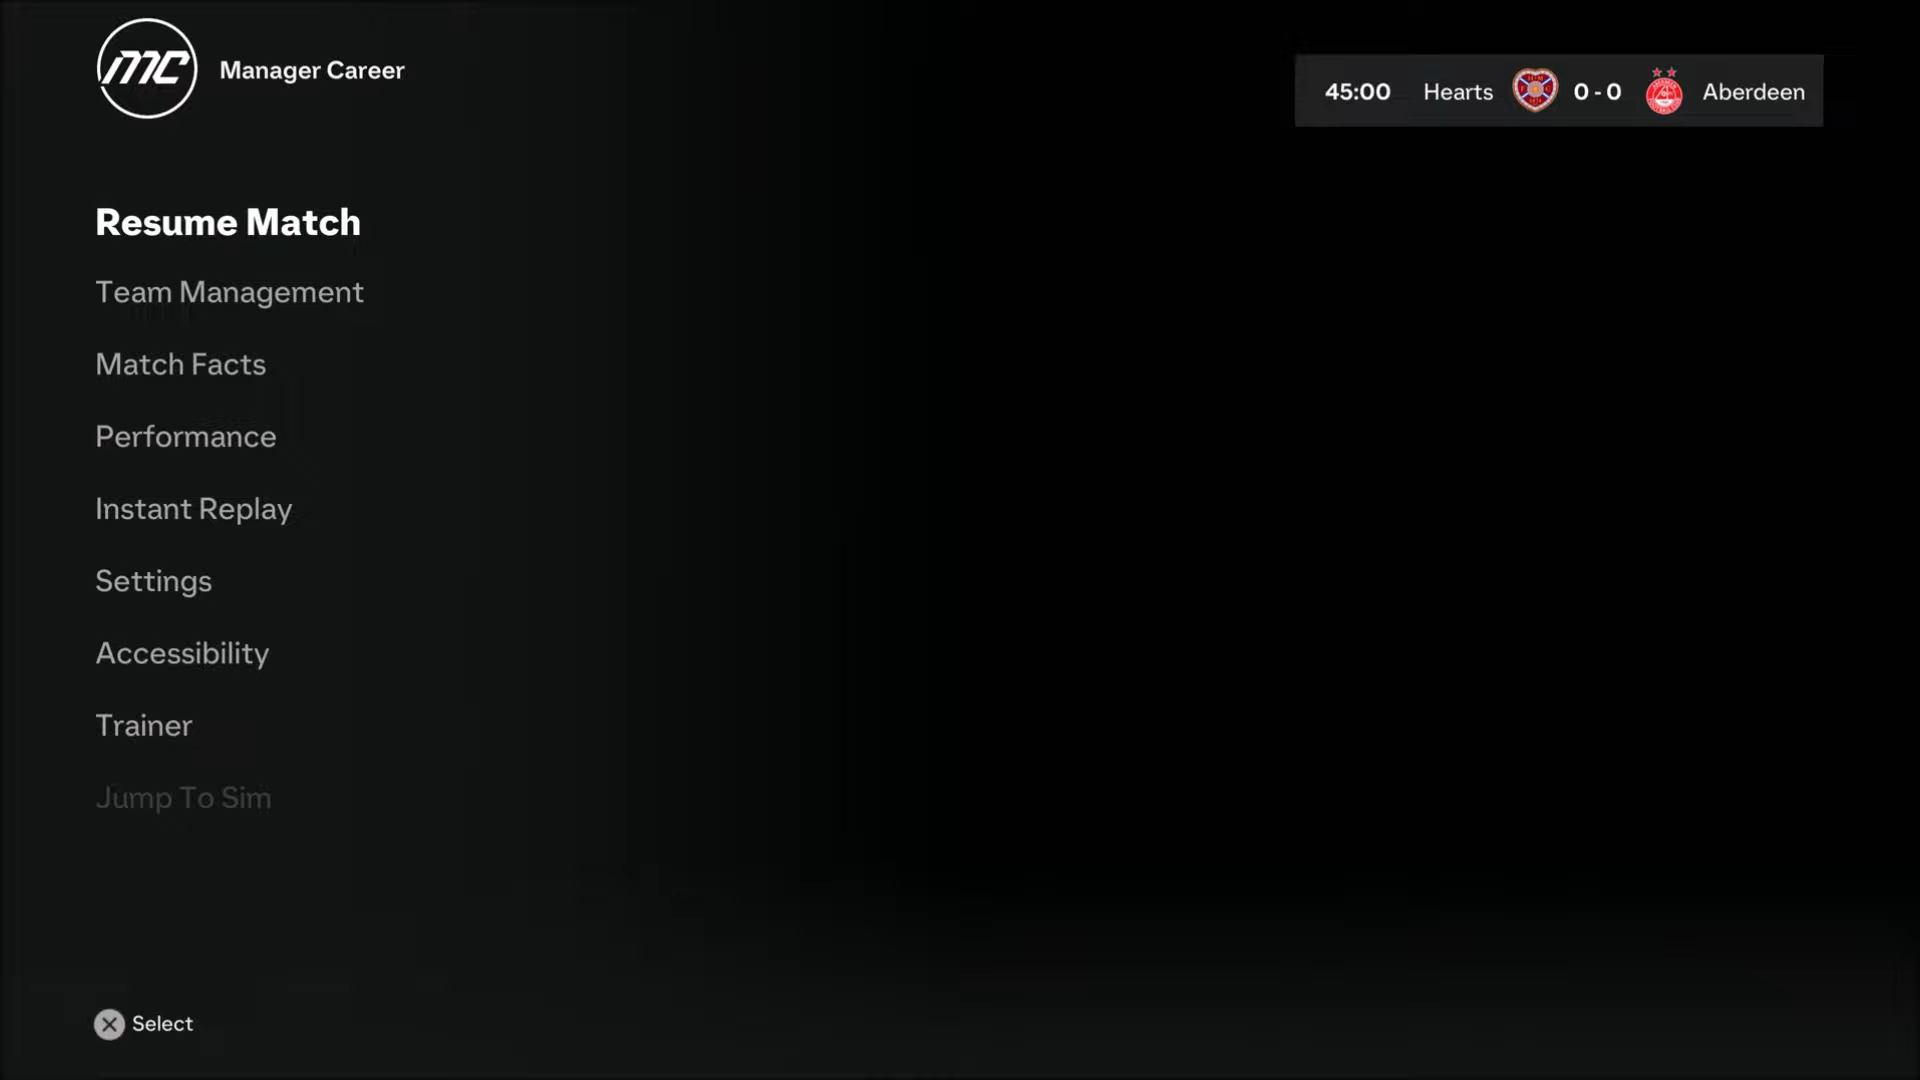 MC Manager Career
45:00 Hearts 0 - 0 Aberdeen
Resume Match
Team Management
Match Facts
Performance
Instant Replay
Settings
Accessibility
Trainer
Jump To Sim
Select